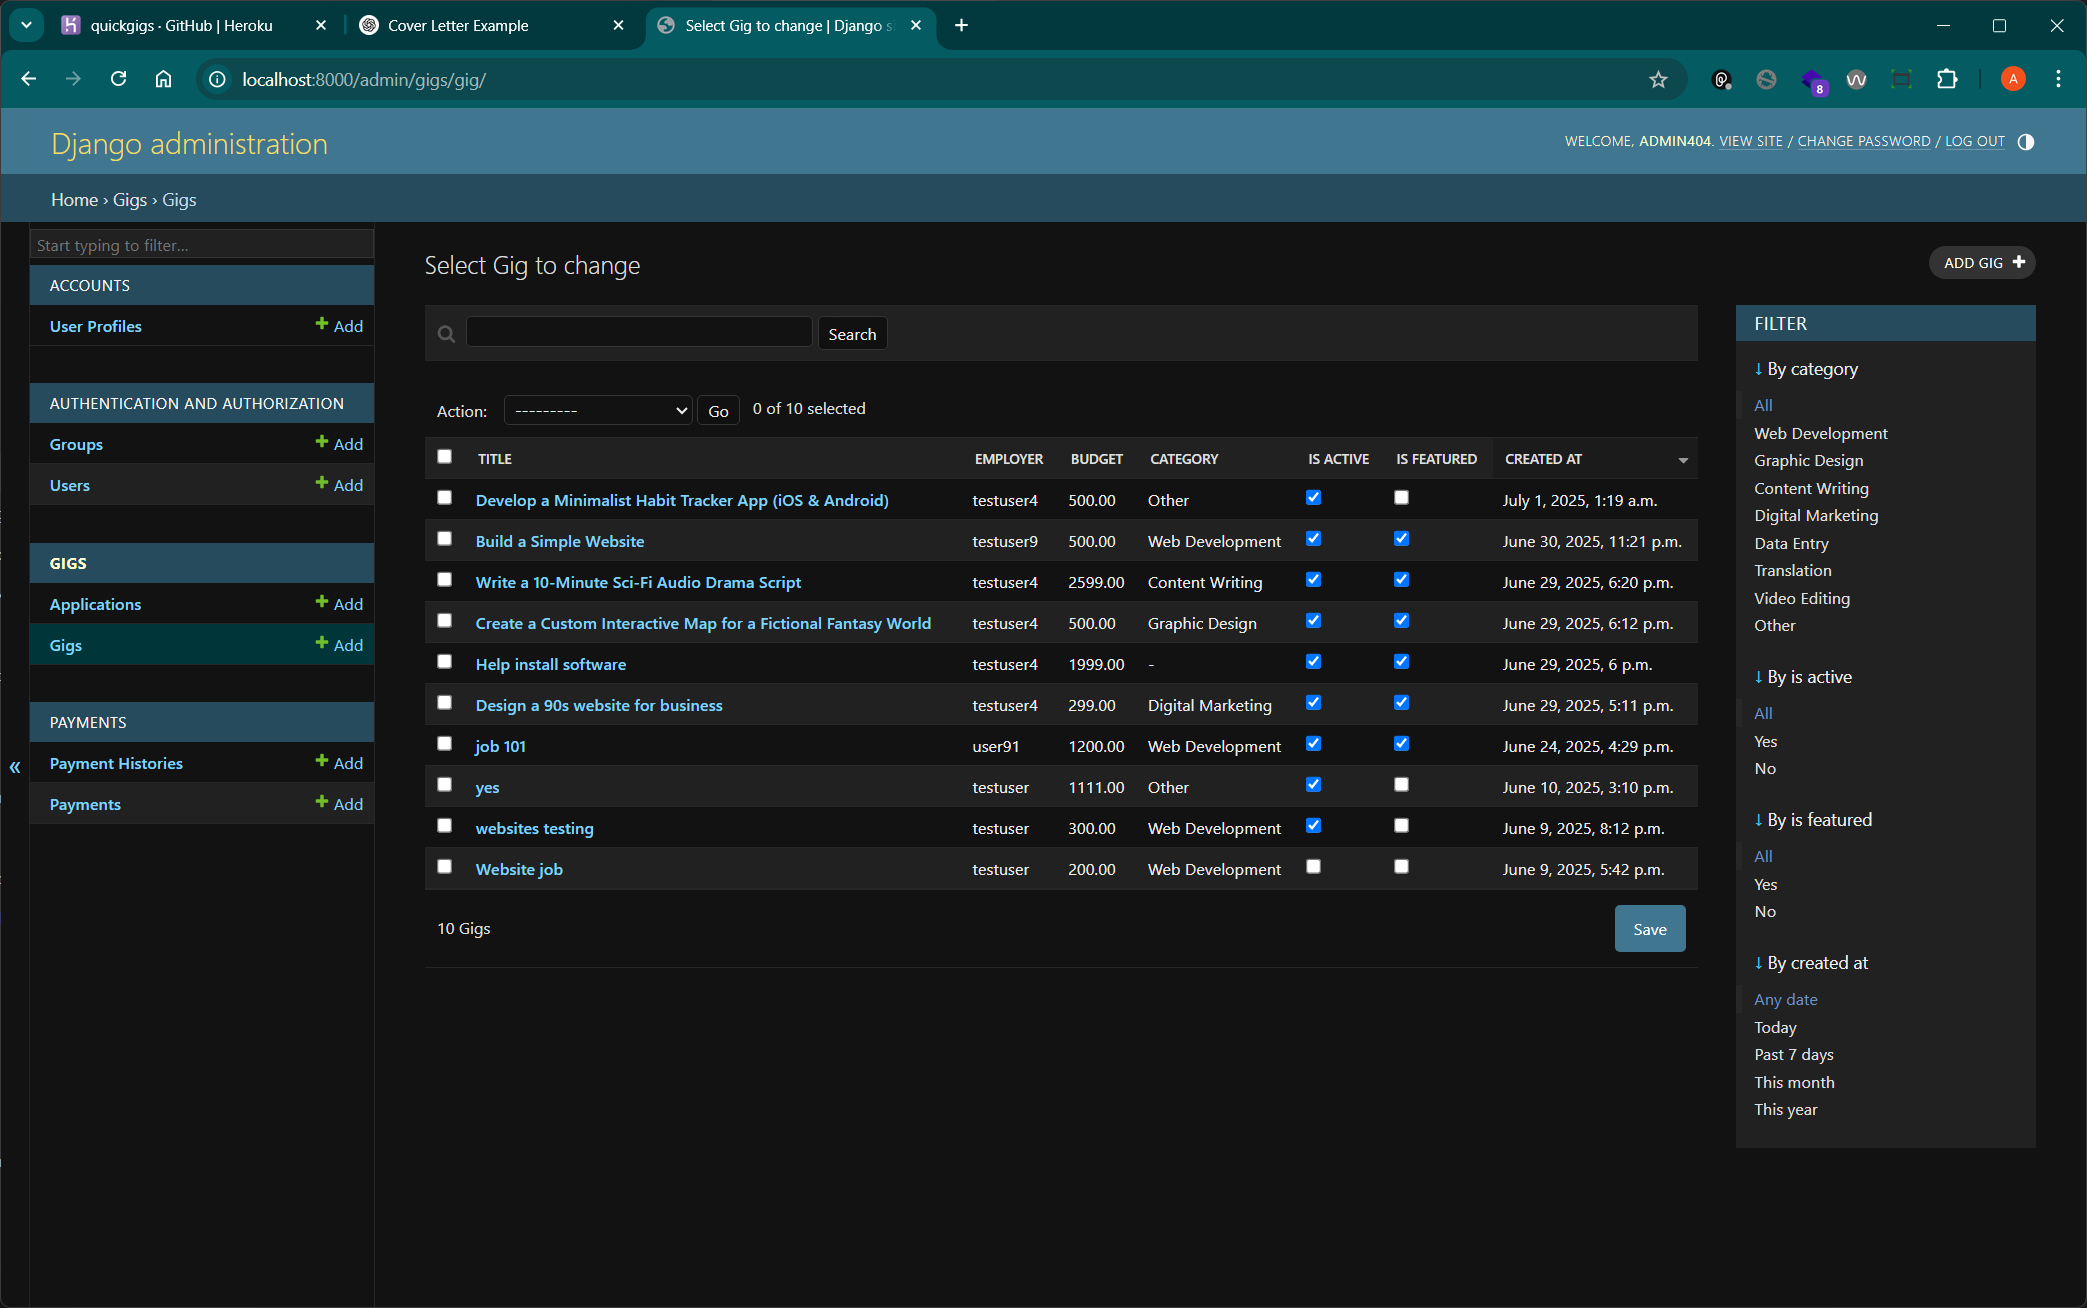 quickgigs · GitHub | Heroku
Cover Letter Example
Select Gig to change | Django s
localhost:8000/admin/gigs/gig/
8
A
Django administration
WELCOME, ADMIN404. VIEW SITE / CHANGE PASSWORD / LOG OUT
Home › Gigs › Gigs
Start typing to filter...
ACCOUNTS
User Profiles
Add
AUTHENTICATION AND AUTHORIZATION
Groups
Add
Users
Add
GIGS
Applications
Add
Gigs
Add
PAYMENTS
Payment Histories
Add
Payments
Add
«
Select Gig to change
ADD GIG
Search
Action: --------- Go 0 of 10 selected
TITLE EMPLOYER BUDGET CATEGORY IS ACTIVE IS FEATURED CREATED AT
Develop a Minimalist Habit Tracker App (iOS & Android) testuser4 500.00 Other July 1, 2025, 1:19 a.m.
Build a Simple Website testuser9 500.00 Web Development June 30, 2025, 11:21 p.m.
Write a 10-Minute Sci-Fi Audio Drama Script testuser4 2599.00 Content Writing June 29, 2025, 6:20 p.m.
Create a Custom Interactive Map for a Fictional Fantasy World testuser4 500.00 Graphic Design June 29, 2025, 6:12 p.m.
Help install software testuser4 1999.00 - June 29, 2025, 6 p.m.
Design a 90s website for business testuser4 299.00 Digital Marketing June 29, 2025, 5:11 p.m.
job 101 user91 1200.00 Web Development June 24, 2025, 4:29 p.m.
yes testuser 1111.00 Other June 10, 2025, 3:10 p.m.
websites testing testuser 300.00 Web Development June 9, 2025, 8:12 p.m.
Website job testuser 200.00 Web Development June 9, 2025, 5:42 p.m.
10 Gigs
Save
FILTER
↓ By category
All
Web Development
Graphic Design
Content Writing
Digital Marketing
Data Entry
Translation
Video Editing
Other
↓ By is active
All
Yes
No
↓ By is featured
All
Yes
No
↓ By created at
Any date
Today
Past 7 days
This month
This year